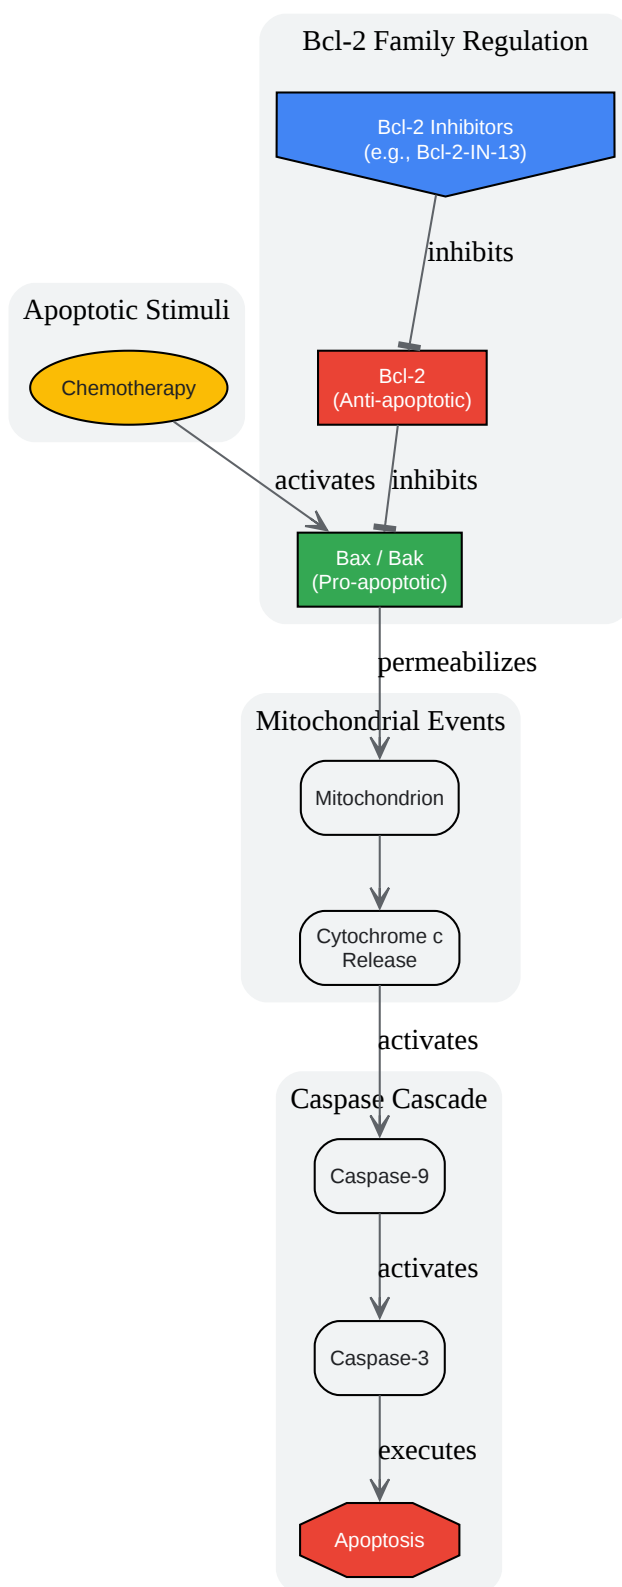 Bcl-2 Family Regulation
Bcl-2 Inhibitors
(e.g., Bcl-2-IN-13)
inhibits
Apoptotic Stimuli
Chemotherapy
Bcl-2
(Anti-apoptotic)
activates
inhibits
Bax / Bak
(Pro-apoptotic)
permeabilizes
Mitochondrial Events
Mitochondrion
Cytochrome c
Release
activates
Caspase Cascade
Caspase-9
activates
Caspase-3
executes
Apoptosis